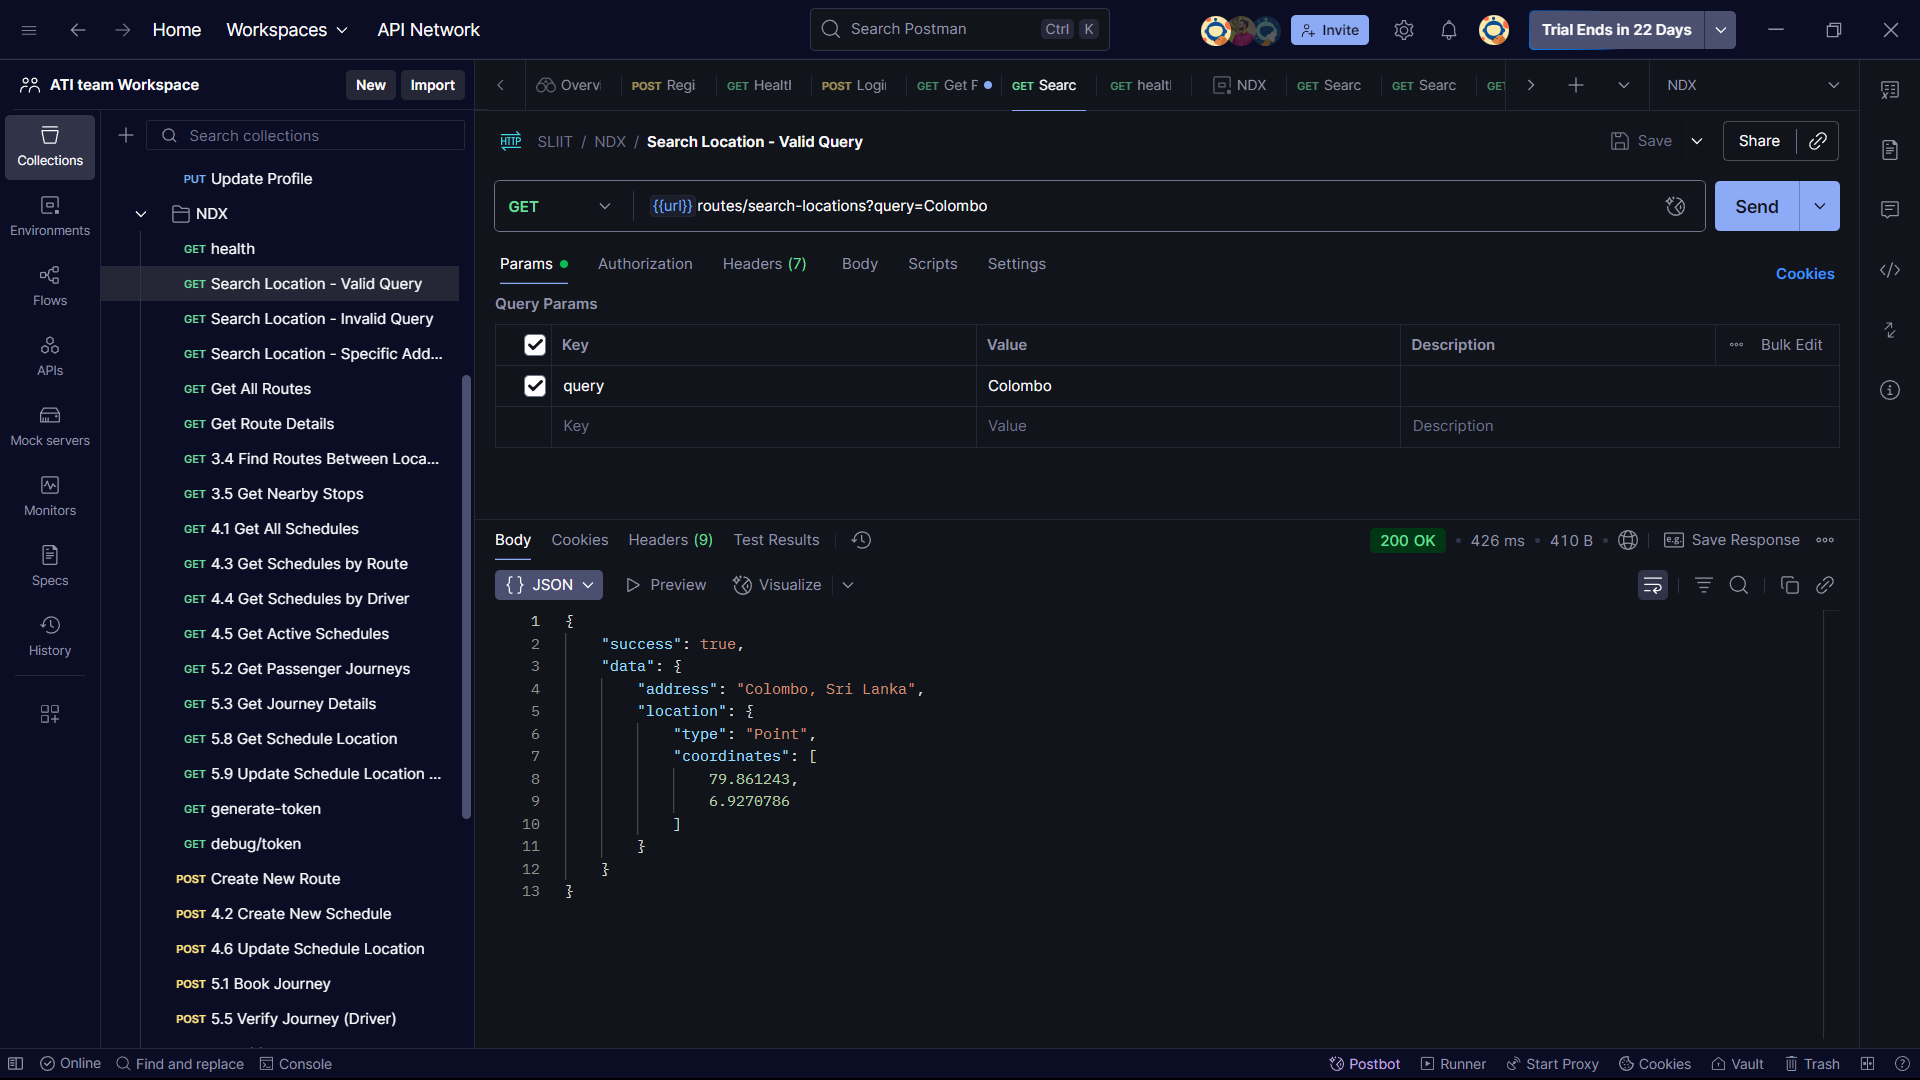 Home Workspaces API Network
Search Postman Ctrl K
Invite
Trial Ends in 22 Days
ATI team Workspace New Import
Overv POST Regi GET Healtl POST Logi GET Get F GET Searc GET healtl NDX GET Searc GET Searc GET NDX
Collections
Environments
Flows
APIs
Mock servers
Monitors
Specs
History
Search collections
PUT Update Profile
NDX
GET health
GET Search Location - Valid Query
GET Search Location - Invalid Query
GET Search Location - Specific Add...
GET Get All Routes
GET Get Route Details
GET 3.4 Find Routes Between Loca...
GET 3.5 Get Nearby Stops
GET 4.1 Get All Schedules
GET 4.3 Get Schedules by Route
GET 4.4 Get Schedules by Driver
GET 4.5 Get Active Schedules
GET 5.2 Get Passenger Journeys
GET 5.3 Get Journey Details
GET 5.8 Get Schedule Location
GET 5.9 Update Schedule Location ...
GET generate-token
GET debug/token
POST Create New Route
POST 4.2 Create New Schedule
POST 4.6 Update Schedule Location
POST 5.1 Book Journey
POST 5.5 Verify Journey (Driver)
HTTP SLIIT / NDX / Search Location - Valid Query
Save Share
GET {{url}} routes/search-locations?query=Colombo Send
Params Authorization Headers (7) Body Scripts Settings Cookies
Query Params
Key Value Description Bulk Edit
query Colombo
Key Value Description
Body Cookies Headers (9) Test Results
200 OK 426 ms 410 B e.g. Save Response
{} JSON Preview Visualize
1 {
2 "success": true,
3 "data": {
4 "address": "Colombo, Sri Lanka",
5 "location": {
6 "type": "Point",
7 "coordinates": [
8 79.861243,
9 6.9270786
10 ]
11 }
12 }
13 }
Online Find and replace Console
Postbot Runner Start Proxy Cookies Vault Trash